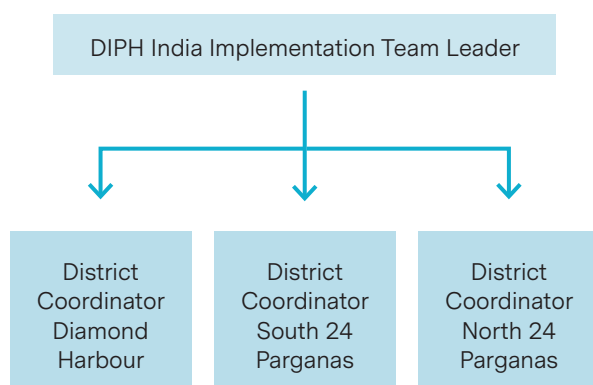 DIPH India Implementation Team Leader
District
Coordinator
Diamond
Harbour
District
Coordinator
South 24
Parganas
District
Coordinator
North 24
Parganas